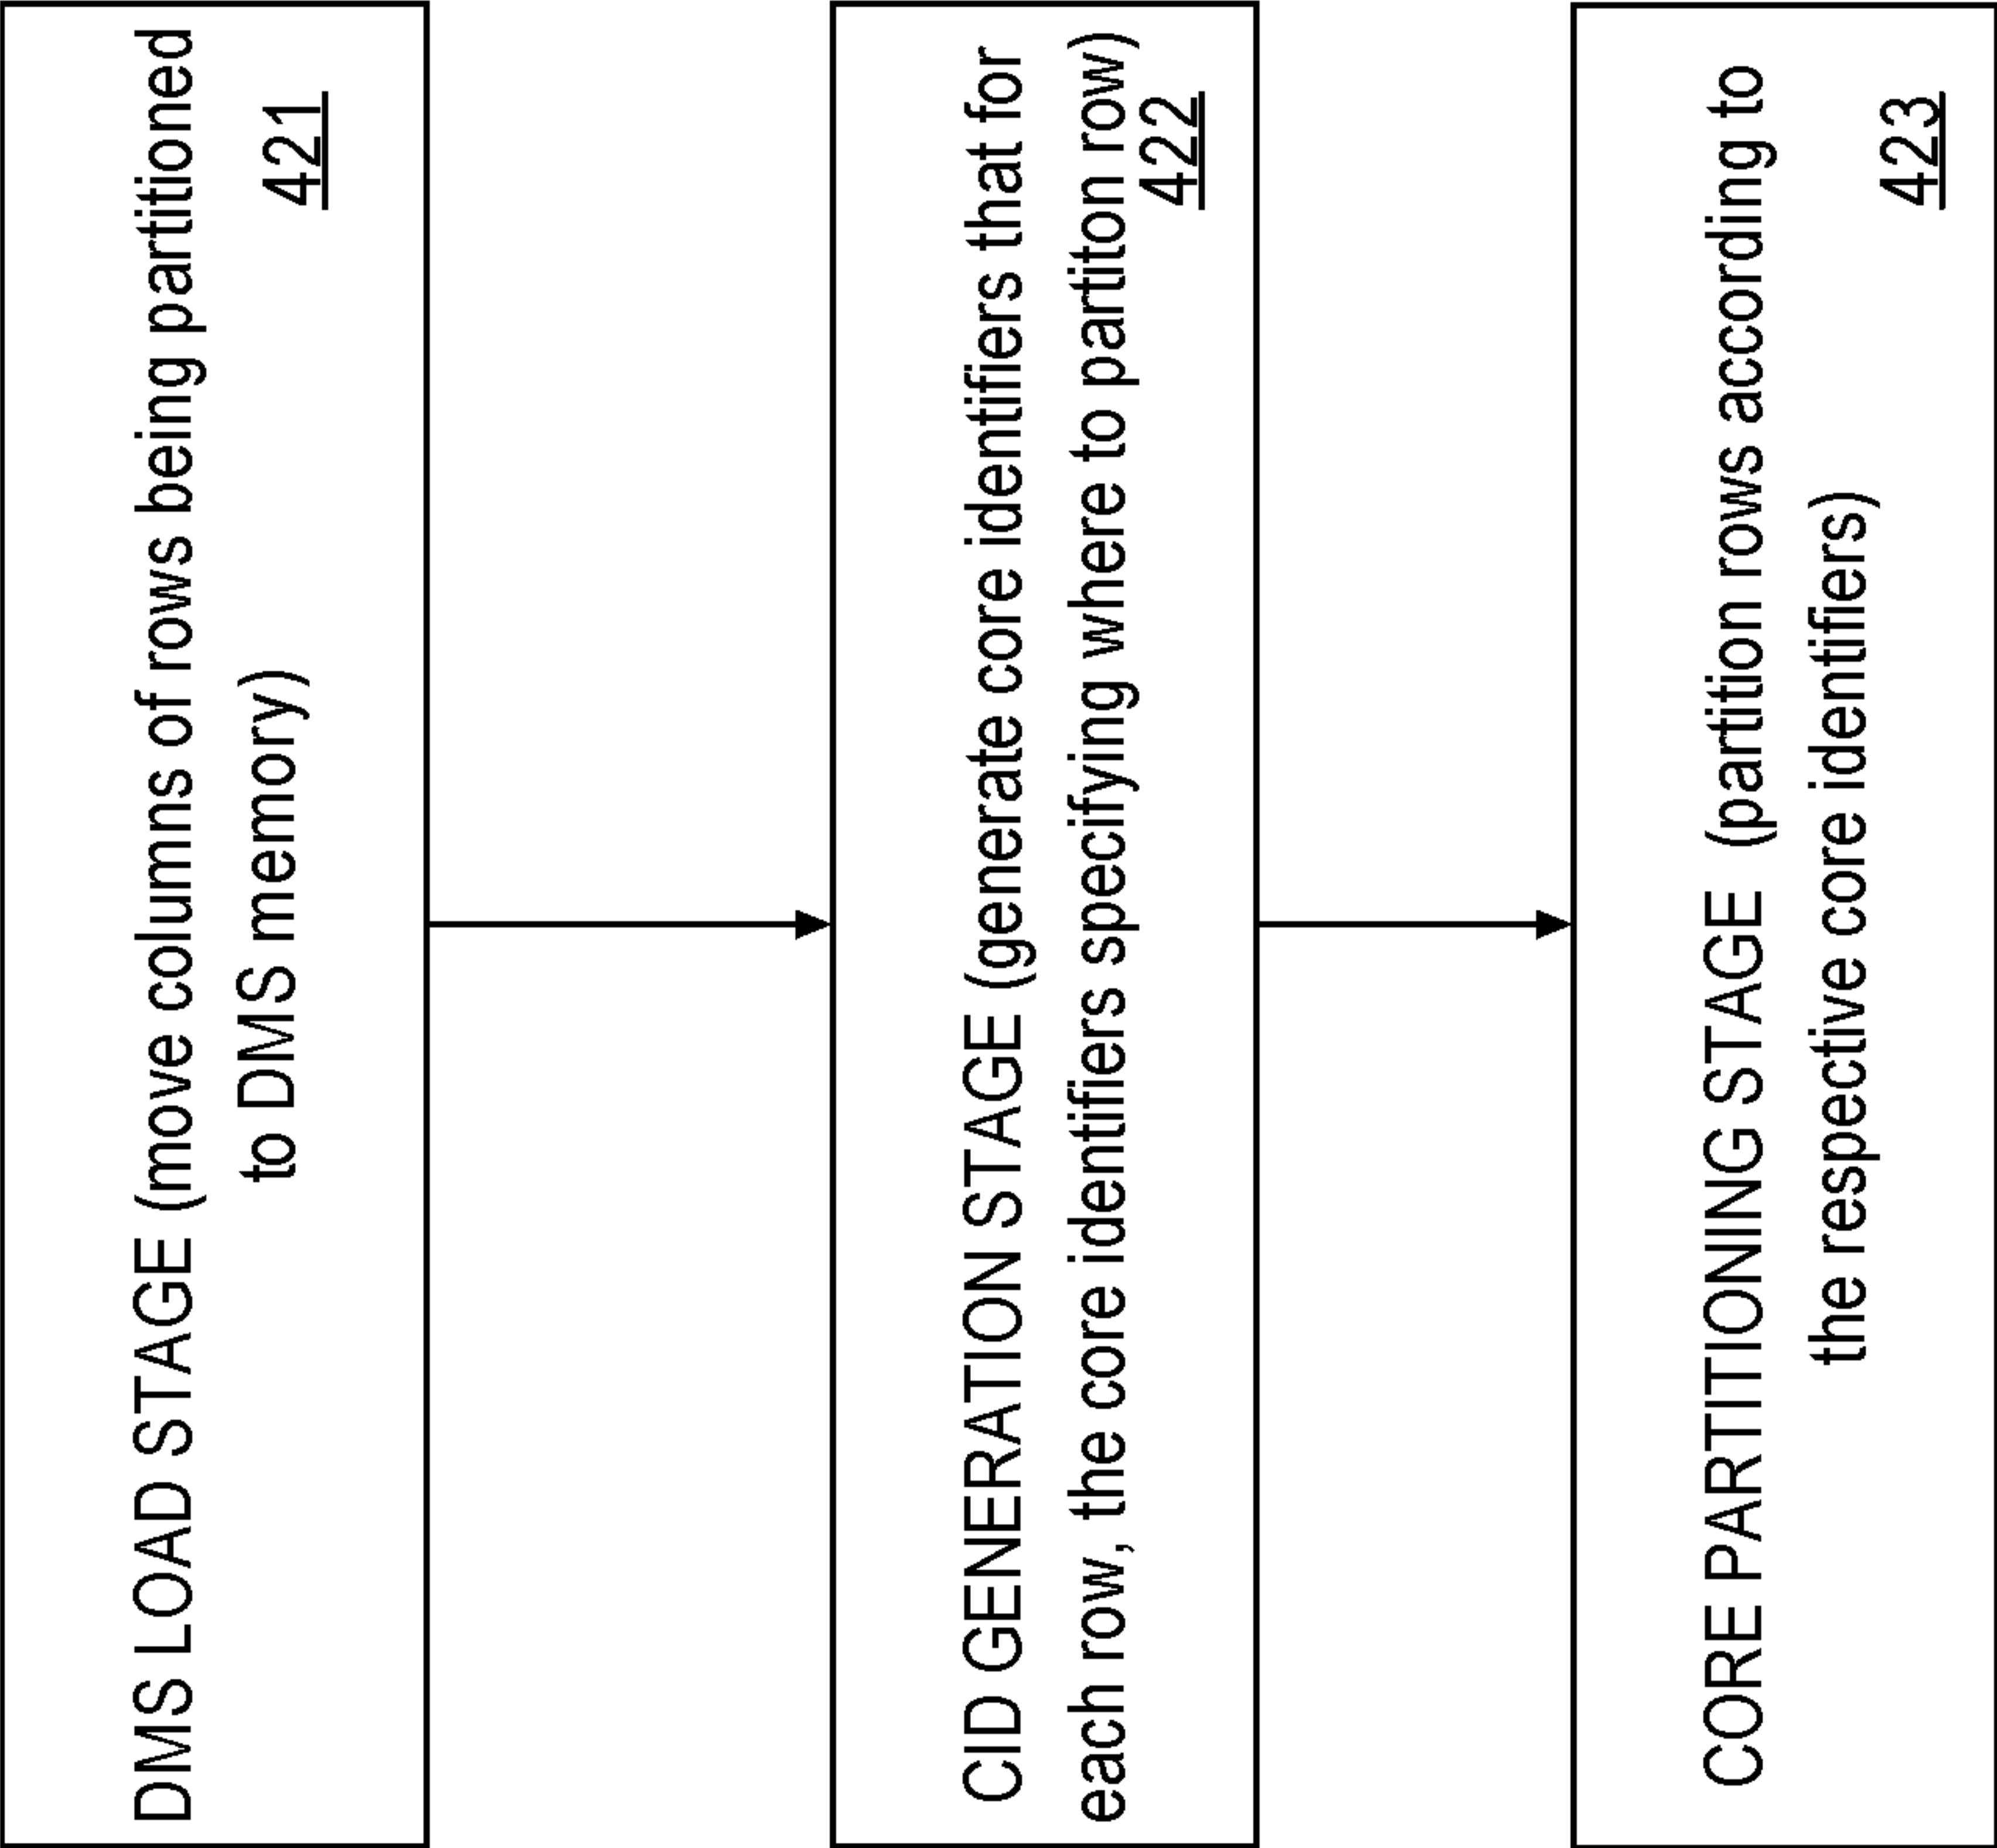 DMS LOAD STAGE (move columns of rows being partitioned
to DMS memory)
421
CID GENERATION STAGE (generate core identifiers that for
each row, the core identifiers specifying where to partiton row)
422
CORE PARTITIONING STAGE (partition rows according to
the respective core identifiers)
423